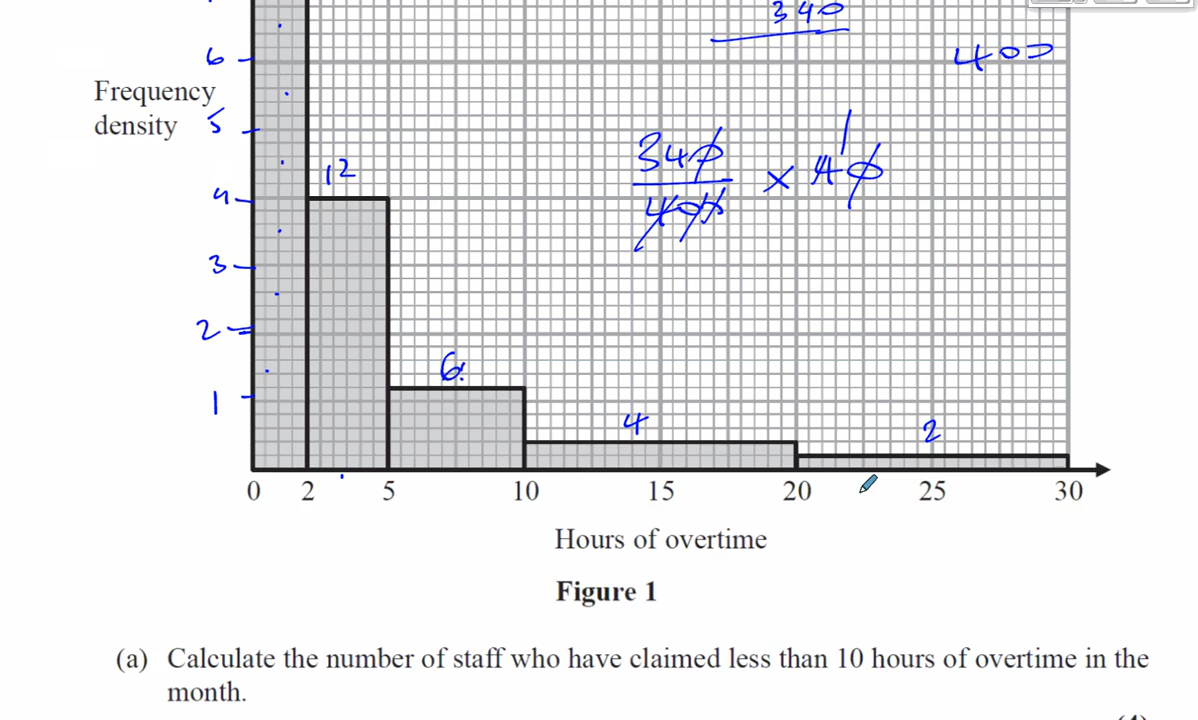 340
6
400
Frequency
density
5
340/400 × 40 1
12
4
3
2
1
6
4
2
0 2 5 10 15 20 25 30
Hours of overtime
Figure 1
(a) Calculate the number of staff who have claimed less than 10 hours of overtime in the
month.